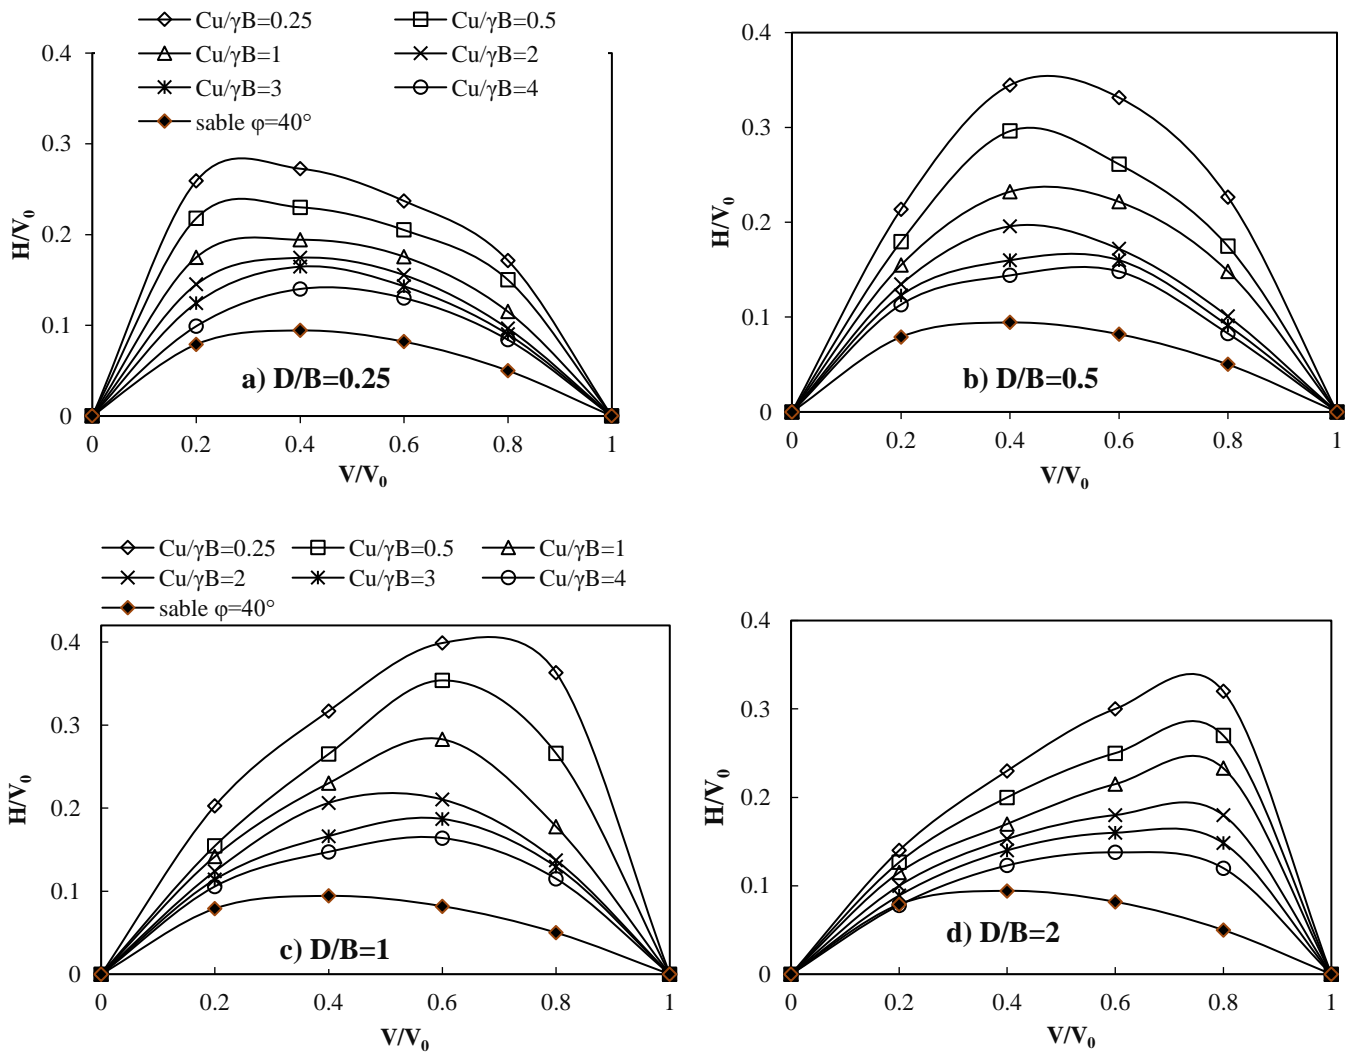 Cu/γB=0.25
Cu/γB=0.5
Cu/γB=1
Cu/γB=2
Cu/γB=3
Cu/γB=4
sable φ=40°
0.4
0.3
0.2
0.1
0
H/V₀
a) D/B=0.25
0 0.2 0.4 0.6 0.8 1
V/V₀
0.4
0.3
0.2
0.1
0
H/V₀
b) D/B=0.5
0 0.2 0.4 0.6 0.8 1
V/V₀
Cu/γB=0.25 Cu/γB=0.5 Cu/γB=1
Cu/γB=2 Cu/γB=3 Cu/γB=4
sable φ=40°
0.4
0.3
0.2
0.1
0
H/V₀
c) D/B=1
0 0.2 0.4 0.6 0.8 1
V/V₀
0.4
0.3
0.2
0.1
0
H/V₀
d) D/B=2
0 0.2 0.4 0.6 0.8 1
V/V₀